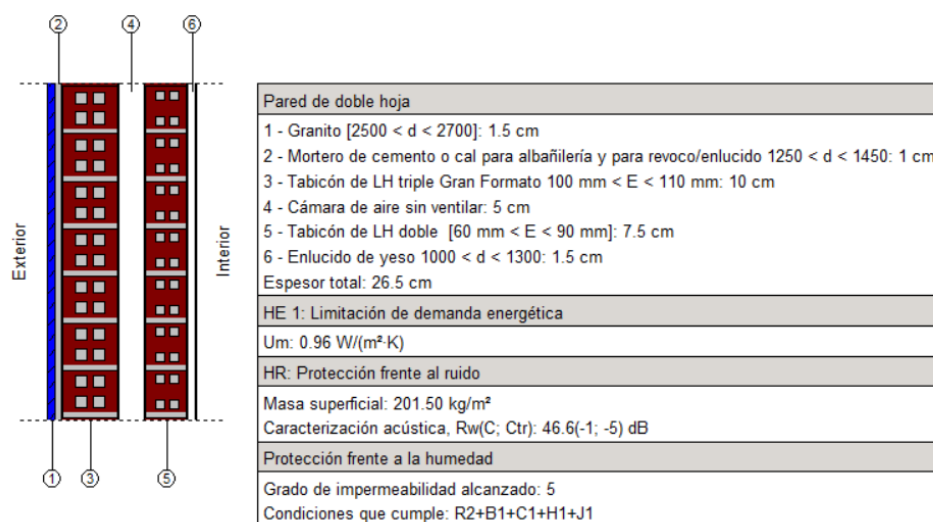 2 4 6
Exterior
Interior
1 3 5
Pared de doble hoja
1 - Granito [2500 < d < 2700]: 1.5 cm
2 - Mortero de cemento o cal para albañilería y para revoco/enlucido 1250 < d < 1450: 1 cm
3 - Tabicón de LH triple Gran Formato 100 mm < E < 110 mm: 10 cm
4 - Cámara de aire sin ventilar: 5 cm
5 - Tabicón de LH doble [60 mm < E < 90 mm]: 7.5 cm
6 - Enlucido de yeso 1000 < d < 1300: 1.5 cm
Espesor total: 26.5 cm
HE 1: Limitación de demanda energética
Um: 0.96 W/(m²·K)
HR: Protección frente al ruido
Masa superficial: 201.50 kg/m²
Caracterización acústica, Rw(C; Ctr): 46.6(-1; -5) dB
Protección frente a la humedad
Grado de impermeabilidad alcanzado: 5
Condiciones que cumple: R2+B1+C1+H1+J1